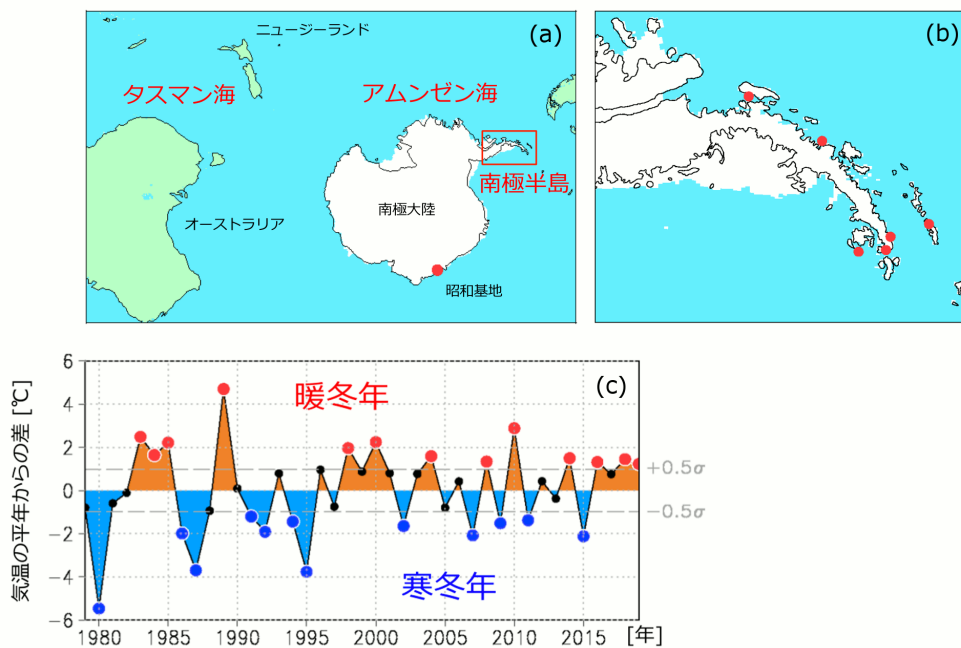 ニュージーランド
(a)
(b)
タスマン海
アムンゼン海
南極半島
オーストラリア
南極大陸
昭和基地
気温の平年からの差 [℃]
6
4
2
0
−2
−4
−6
暖冬年
(c)
+0.5σ
−0.5σ
寒冬年
1980 1985 1990 1995 2000 2005 2010 2015 [年]